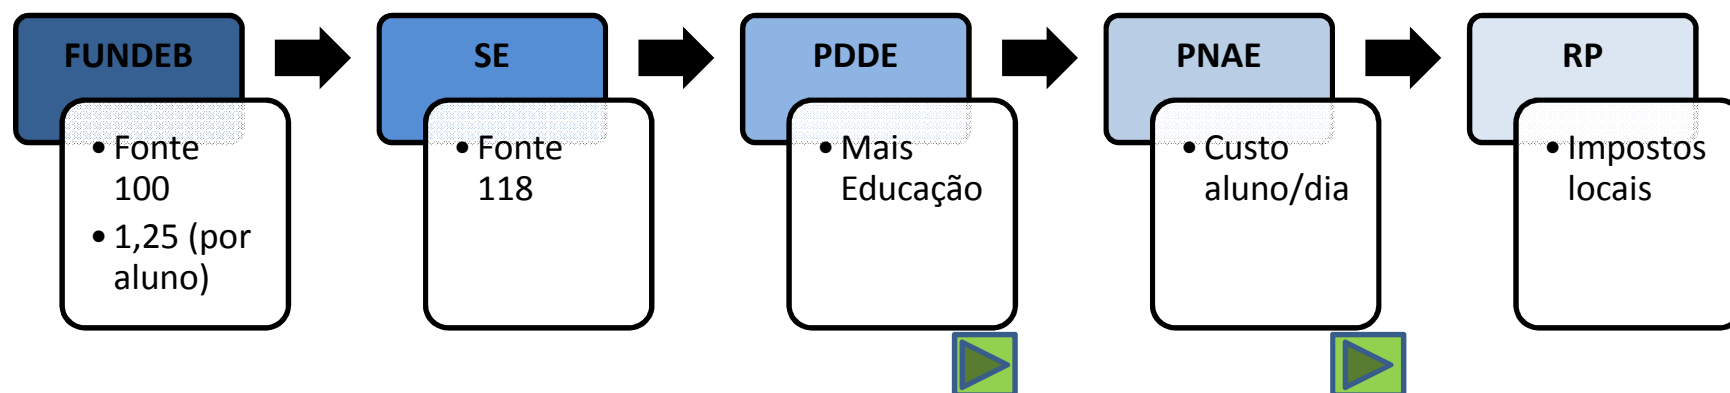 FUNDEB
• Fonte
100
• 1,25 (por
aluno)
SE
• Fonte
118
PDDE
• Mais
Educação
PNAE
• Custo
aluno/dia
RP
• Impostos
locais